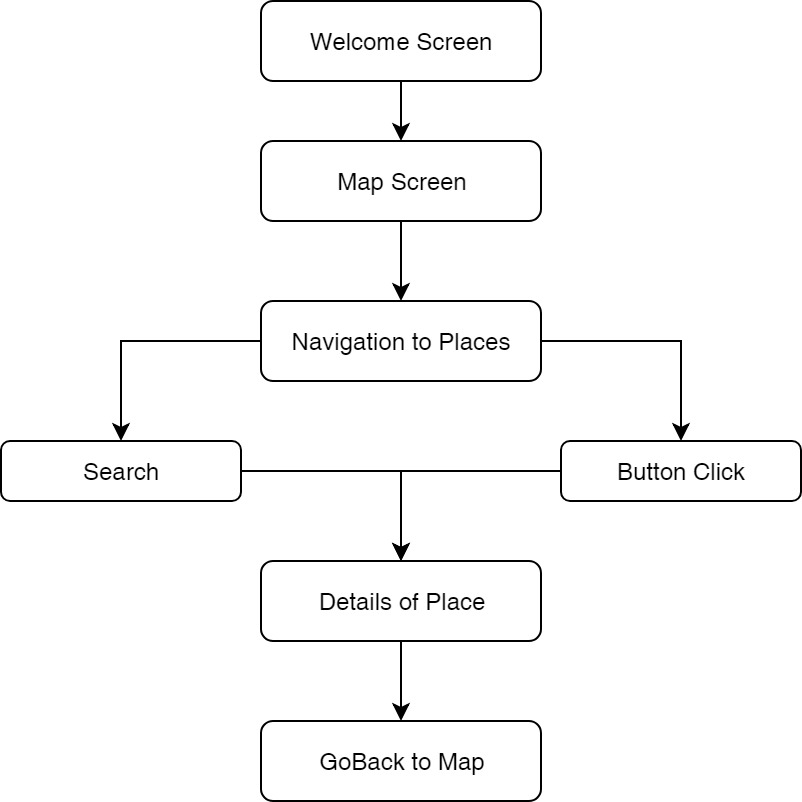 Welcome Screen
Map Screen
Navigation to Places
Search
Button Click
Details of Place
GoBack to Map